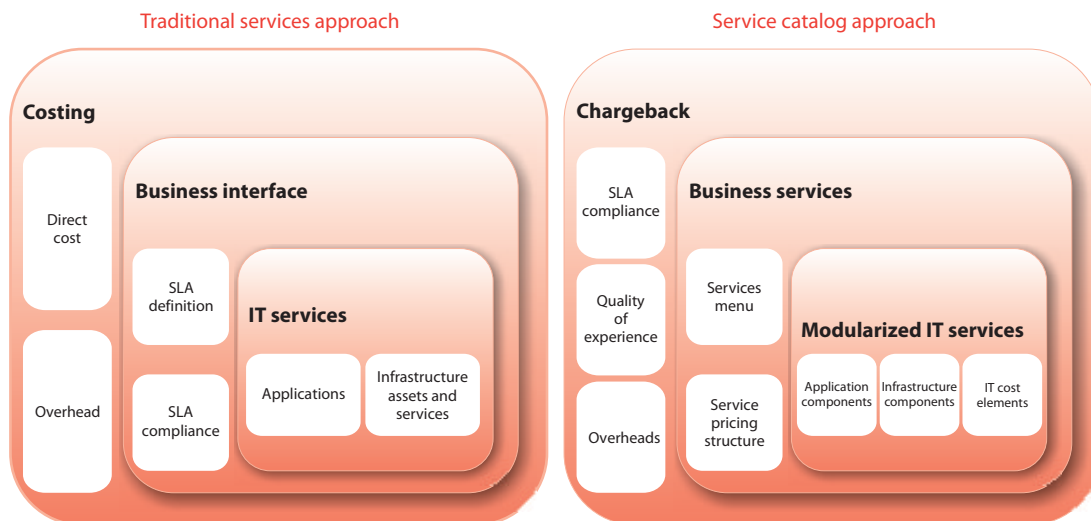 Traditional services approach
Costing
Direct
cost
Overhead
Business interface
SLA
definition
SLA
compliance
IT services
Applications
Infrastructure
assets and
services
Service catalog approach
Chargeback
SLA
compliance
Quality
of
experience
Overheads
Business services
Services
menu
Service
pricing
structure
Modularized IT services
Application
components
Infrastructure
components
IT cost
elements